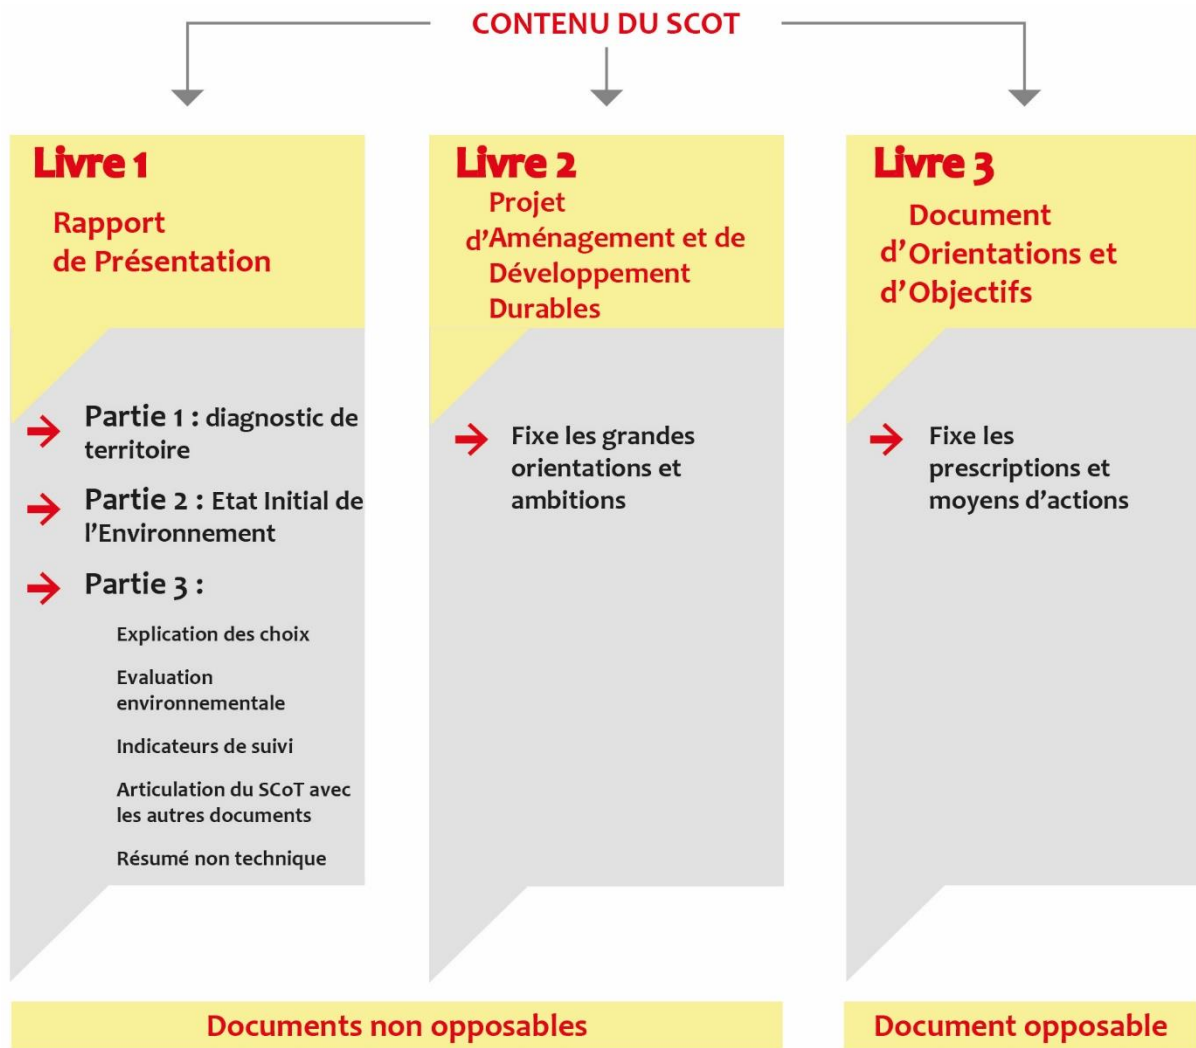 CONTENU DU SCOT
Livre 1
Rapport
de Présentation
Partie 1 : diagnostic de
territoire
Partie 2 : Etat Initial de
l'Environnement
Partie 3 :
Explication des choix
Evaluation
environnementale
Indicateurs de suivi
Articulation du SCoT avec
les autres documents
Résumé non technique
Livre 2
Projet
d'Aménagement et de
Développement
Durables
Fixe les grandes
orientations et
ambitions
Livre 3
Document
d'Orientations et
d'Objectifs
Fixe les
prescriptions et
moyens d'actions
Documents non opposables
Document opposable